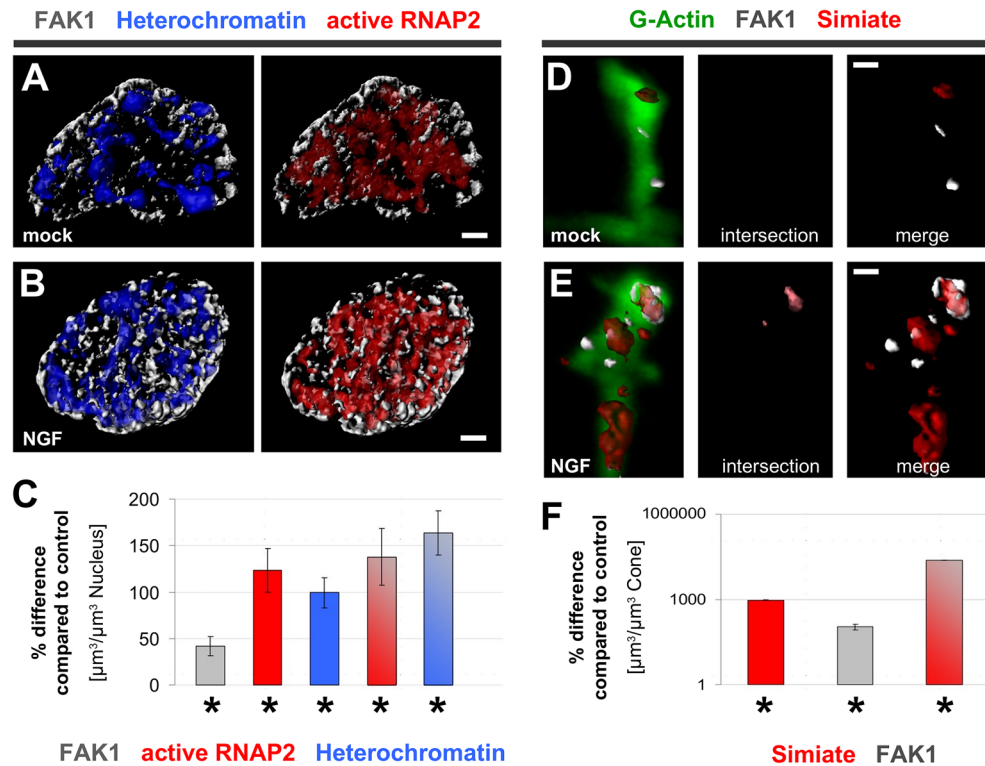 FAK1 Heterochromatin active RNAP2
G-Actin FAK1 Simiate
A
mock
D
mock
intersection
merge
B
NGF
E
NGF
intersection
merge
C
% difference
compared to control
[µm³/µm³ Nucleus]
200
150
100
50
0
* * * * *
FAK1 active RNAP2 Heterochromatin
F
% difference
compared to control
[µm³/µm³ Cone]
1000000
1000
1
* * *
Simiate FAK1